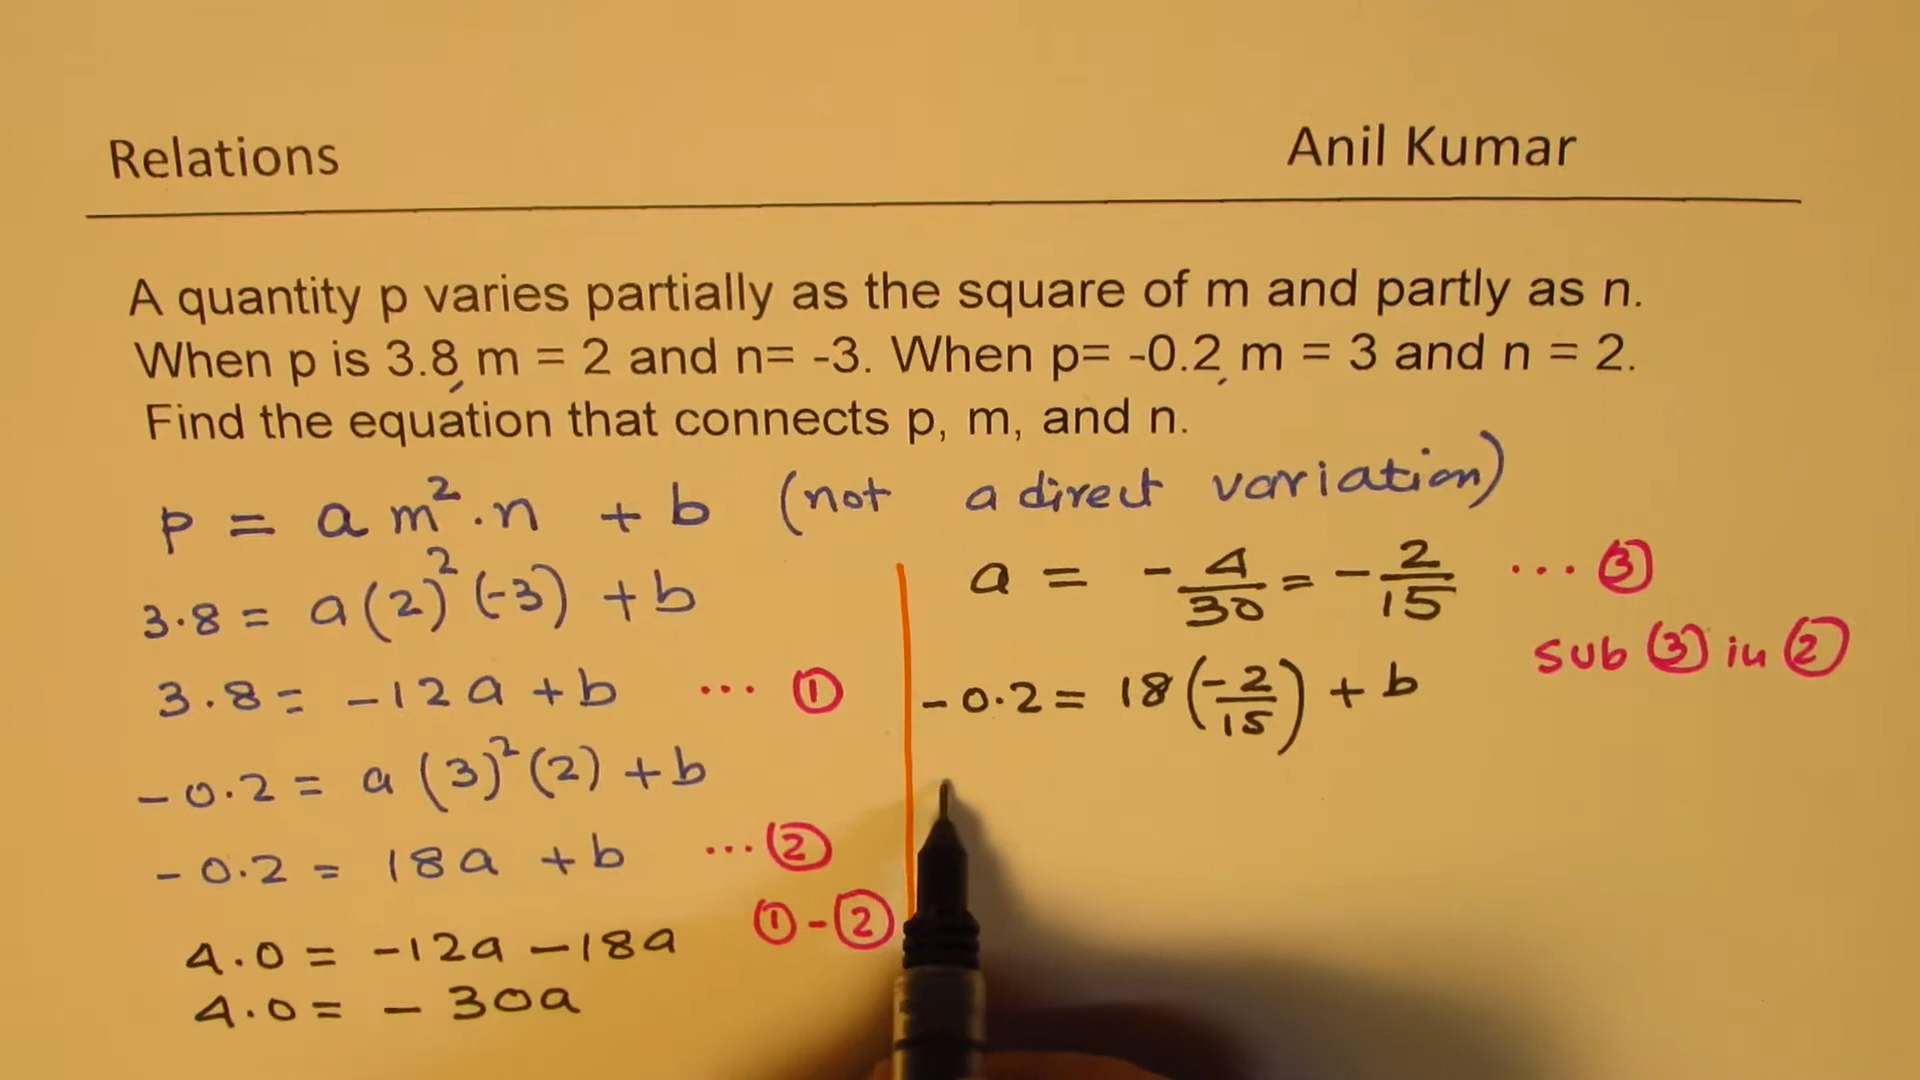 Relations
Anil Kumar
A quantity p varies partially as the square of m and partly as n.
When p is 3.8, m = 2 and n= -3. When p= -0.2, m = 3 and n = 2.
Find the equation that connects p, m, and n.
p = a m².n + b (not a direct variation)
3.8 = a(2)²(-3) + b
3.8 = -12a + b ... ①
-0.2 = a(3)²(2) + b
-0.2 = 18a + b ... ②
① - ②
4.0 = -12a - 18a
4.0 = - 30a
a = - 4/30 = - 2/15 ... ③
sub ③ in ②
-0.2 = 18(-2/15) + b